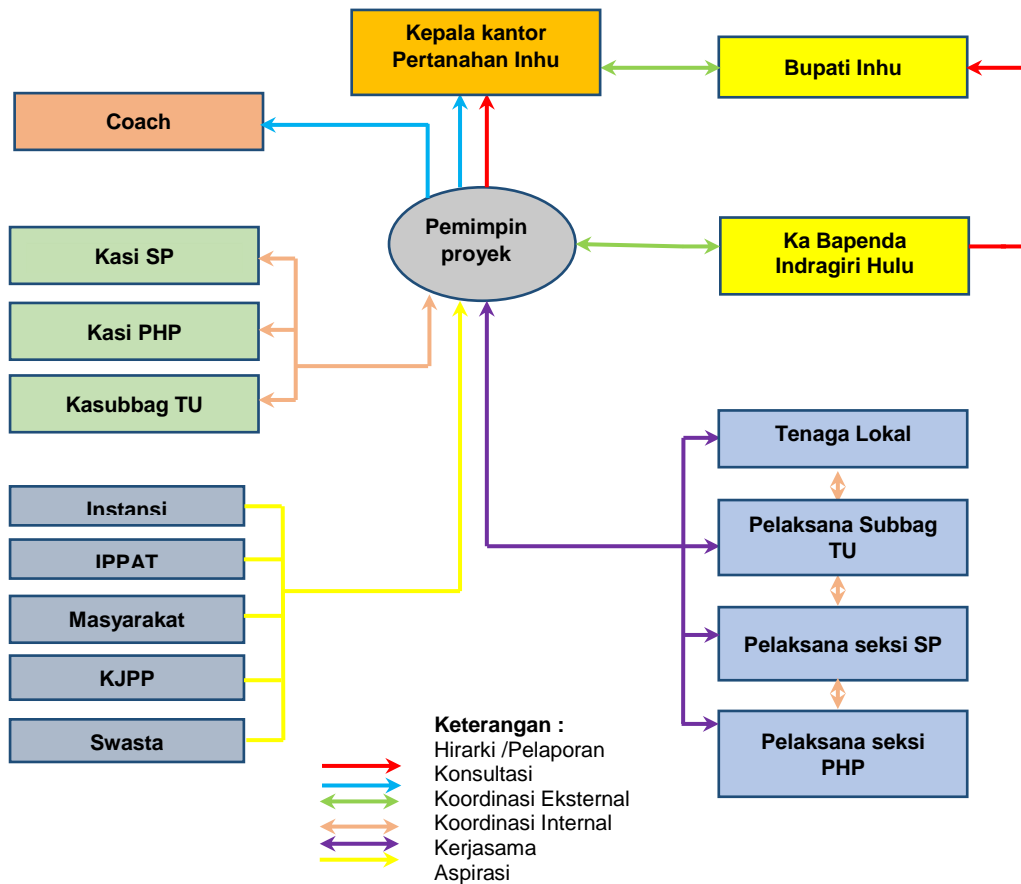 Kepala kantor
Pertanahan Inhu
Bupati Inhu
Coach
Pemimpin
proyek
Ka Bapenda
Indragiri Hulu
Kasi SP
Kasi PHP
Kasubbag TU
Tenaga Lokal
Pelaksana Subbag
TU
Pelaksana seksi SP
Pelaksana seksi
PHP
Instansi
IPPAT
Masyarakat
KJPP
Swasta
Keterangan :
Hirarki /Pelaporan
Konsultasi
Koordinasi Eksternal
Koordinasi Internal
Kerjasama
Aspirasi